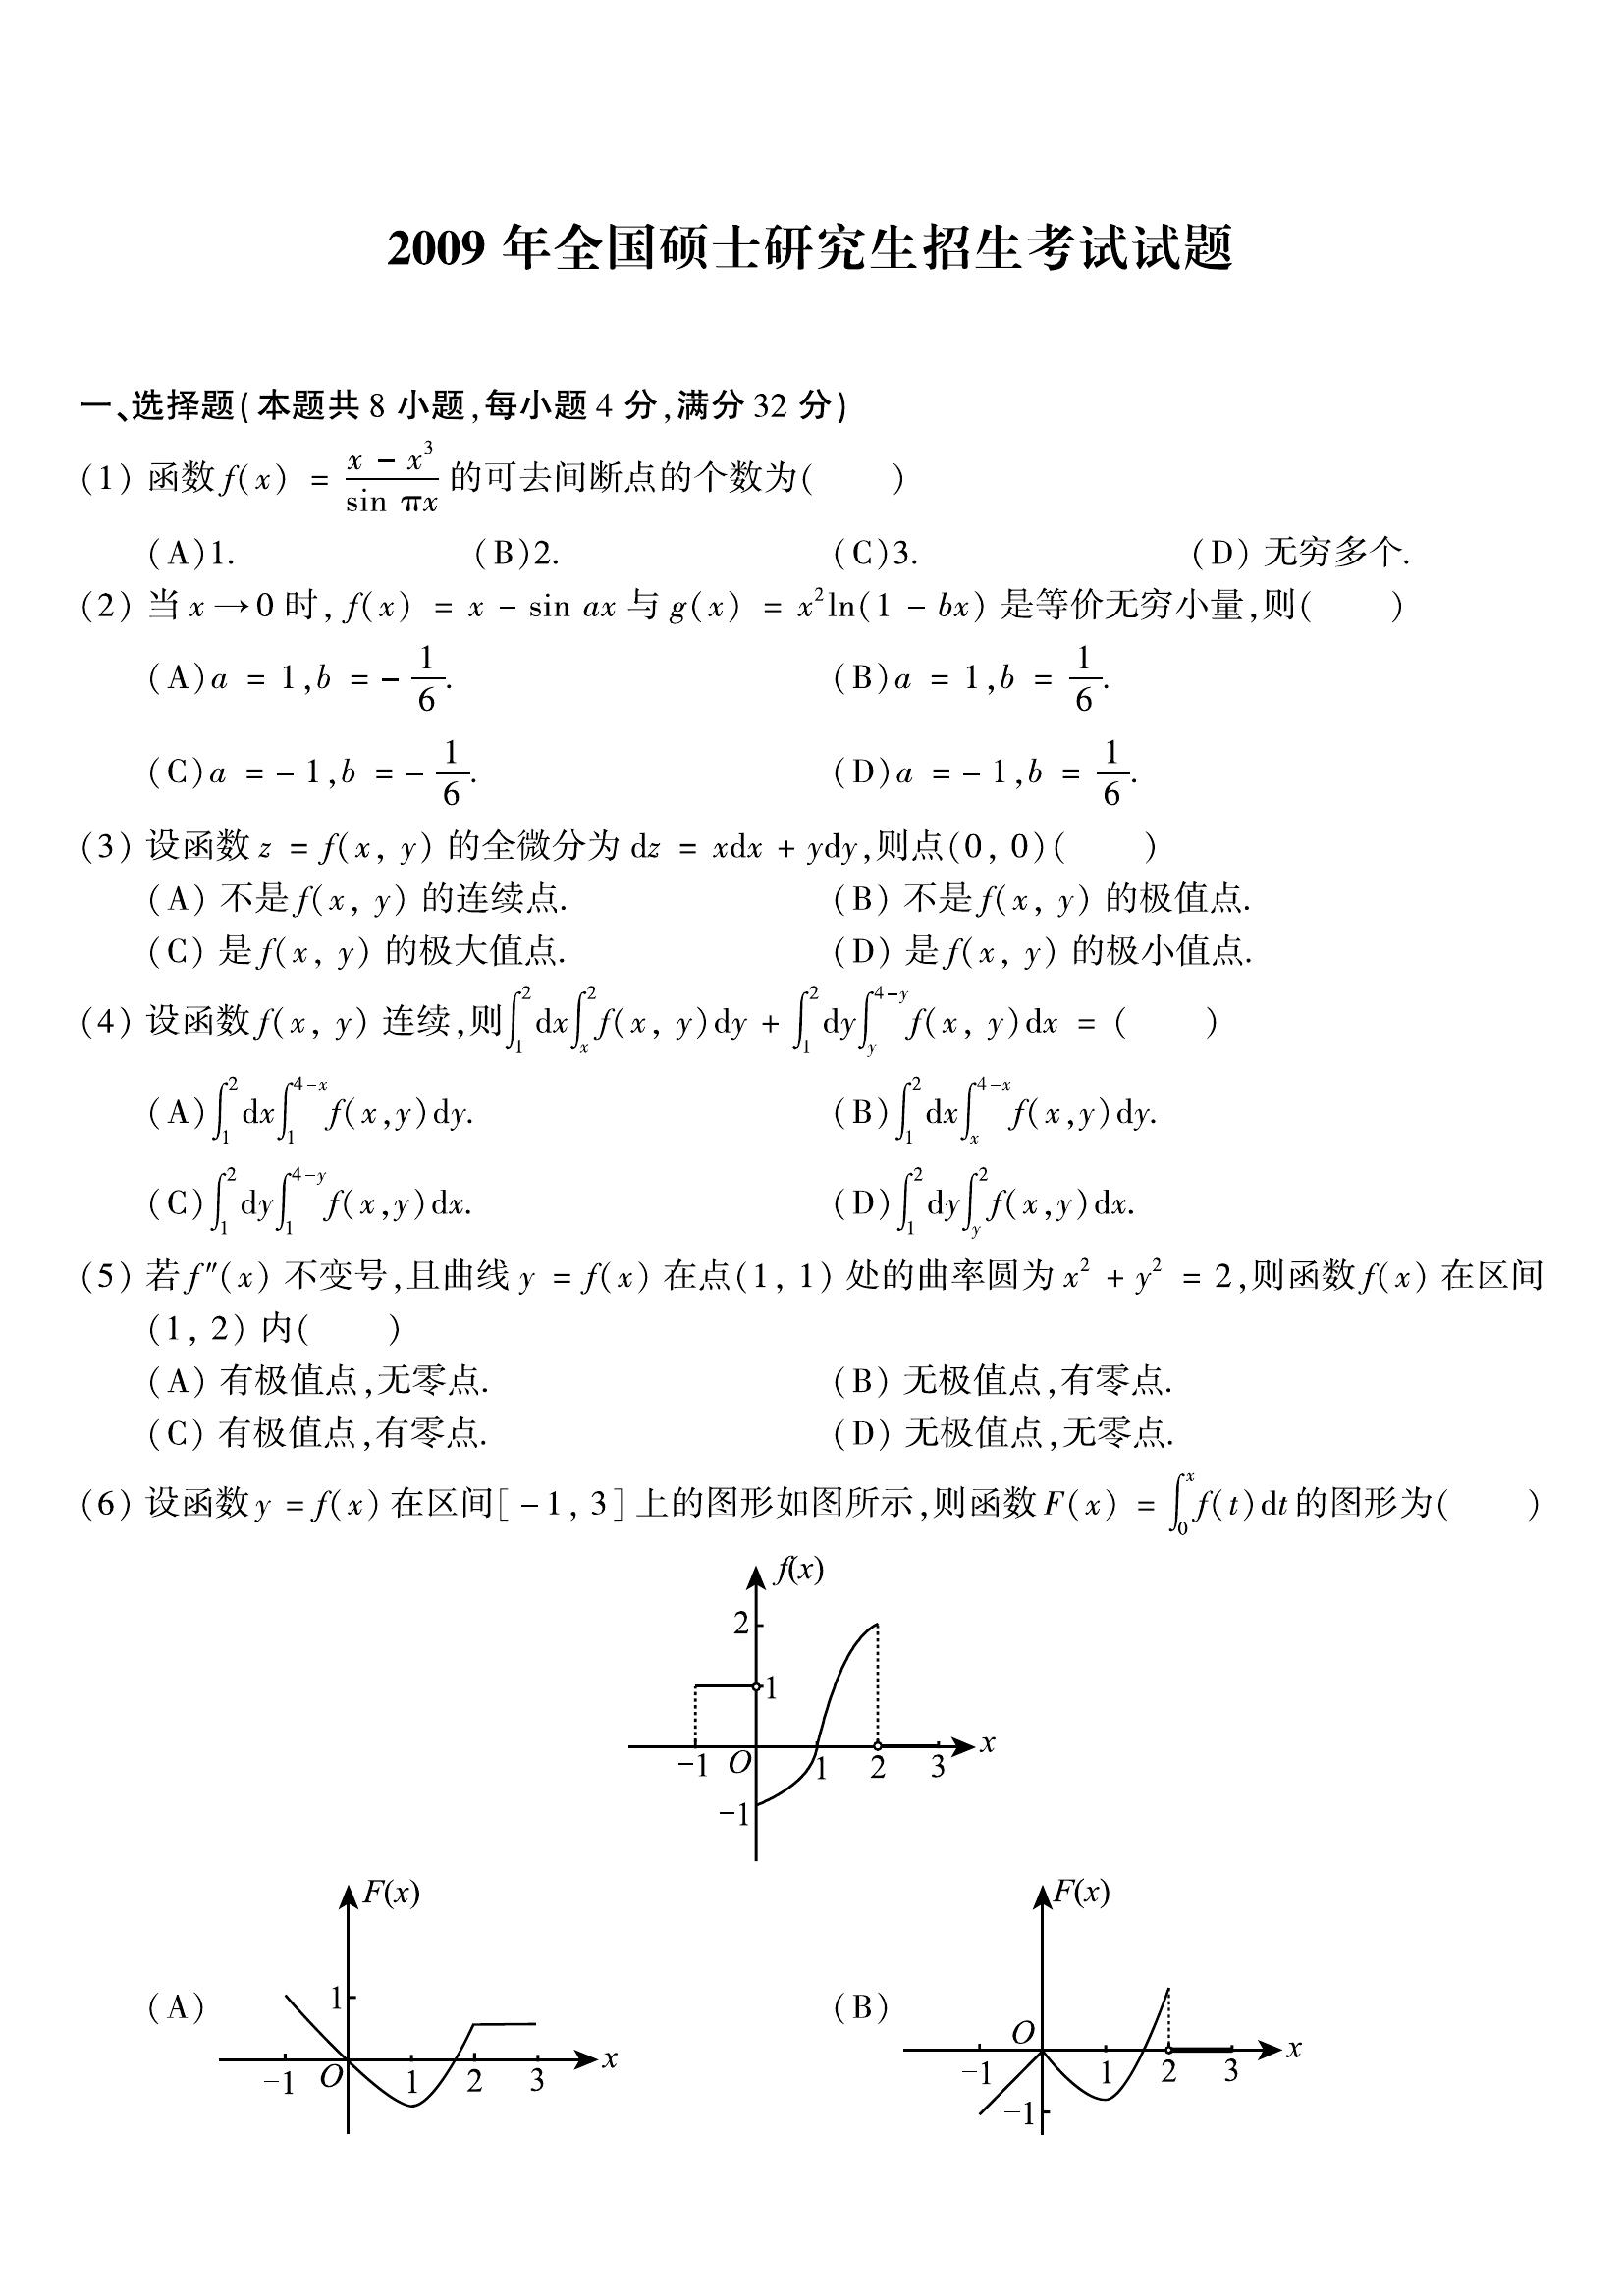 2009 年全国硕士研究生招生考试试题
一、选择题(本题共 8 小题,每小题 4 分,满分 32 分)
(1) 函数 f(x) = \frac{x - x^3}{\sin πx} 的可去间断点的个数为(  )
(A)1. (B)2. (C)3. (D) 无穷多个.
(2) 当 x→0 时, f(x) = x - sin ax 与 g(x) = x^2ln(1 - bx) 是等价无穷小量,则(  )
(A)a = 1,b = -\frac{1}{6}. (B)a = 1,b = \frac{1}{6}.
(C)a = -1,b = -\frac{1}{6}. (D)a = -1,b = \frac{1}{6}.
(3) 设函数 z = f(x, y) 的全微分为 dz = xdx + ydy,则点(0, 0)(  )
(A) 不是 f(x, y) 的连续点. (B) 不是 f(x, y) 的极值点.
(C) 是 f(x, y) 的极大值点. (D) 是 f(x, y) 的极小值点.
(4) 设函数 f(x, y) 连续,则 \int_1^2 dx \int_x^2 f(x, y)dy + \int_1^2 dy \int_y^{4-y} f(x, y)dx = (  )
(A) \int_1^2 dx \int_1^{4-x} f(x,y)dy. (B) \int_1^2 dx \int_x^{4-x} f(x,y)dy.
(C) \int_1^2 dy \int_1^{4-y} f(x,y)dx. (D) \int_1^2 dy \int_y^2 f(x,y)dx.
(5) 若 f″(x) 不变号,且曲线 y = f(x) 在点(1, 1) 处的曲率圆为 x^2 + y^2 = 2,则函数 f(x) 在区间
(1, 2) 内(  )
(A) 有极值点,无零点. (B) 无极值点,有零点.
(C) 有极值点,有零点. (D) 无极值点,无零点.
(6) 设函数 y = f(x) 在区间[-1, 3]上的图形如图所示,则函数 F(x) = \int_0^x f(t)dt 的图形为(  )
f(x)
2
1
-1 O 1 2 3 x
-1
F(x) F(x)
(A) 1 (B) O
-1 O 1 2 3 x -1 1 2 3 x
-1